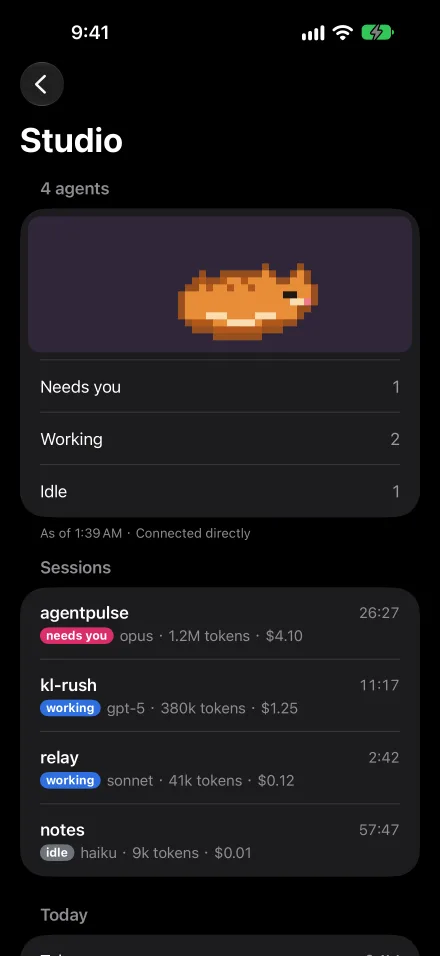 9:41
Studio
4 agents
Needs you 1
Working 2
Idle 1
As of 1:39 AM · Connected directly
Sessions
agentpulse 26:27
needs you opus · 1.2M tokens · $4.10
kl-rush 11:17
working gpt-5 · 380k tokens · $1.25
relay 2:42
working sonnet · 41k tokens · $0.12
notes 57:47
idle haiku · 9k tokens · $0.01
Today